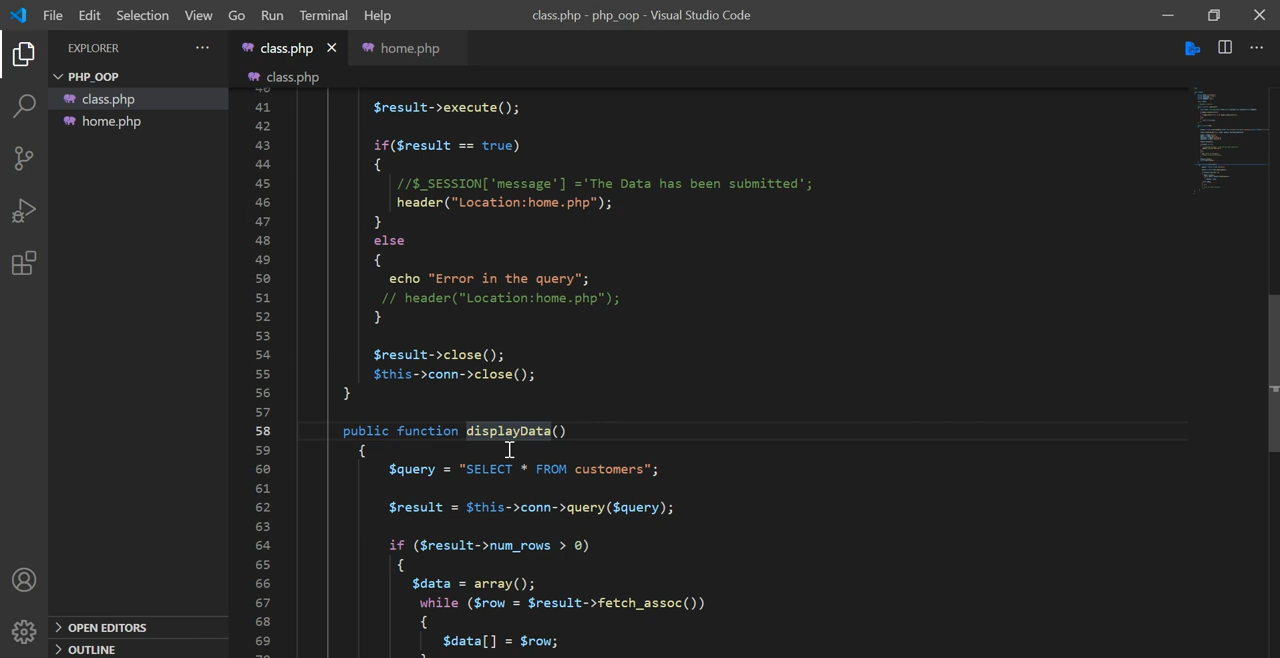 File Edit Selection View Go Run Terminal Help class.php - php_oop - Visual Studio Code
EXPLORER
PHP_OOP
class.php
home.php
OPEN EDITORS
OUTLINE
class.php home.php
class.php
40
41 $result->execute();
42
43 if($result == true)
44 {
45 //$_SESSION['message'] ='The Data has been submitted';
46 header("Location:home.php");
47 }
48 else
49 {
50 echo "Error in the query";
51 // header("Location:home.php");
52 }
53
54 $result->close();
55 $this->conn->close();
56 }
57
58 public function displayData()
59 {
60 $query = "SELECT * FROM customers";
61
62 $result = $this->conn->query($query);
63
64 if ($result->num_rows > 0)
65 {
66 $data = array();
67 while ($row = $result->fetch_assoc())
68 {
69 $data[] = $row;